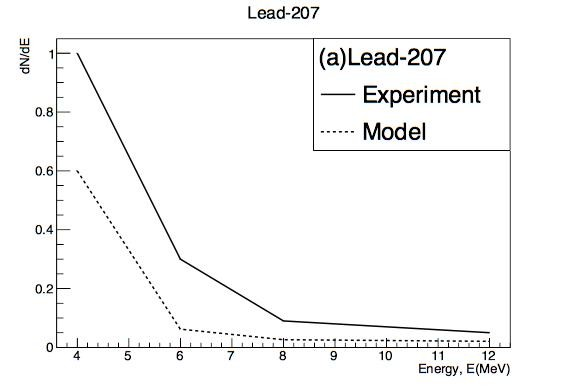 Lead-207
dN/dE
1
0.8
0.6
0.4
0.2
0
(a)Lead-207
Experiment
Model
4 5 6 7 8 9 10 11 12
Energy, E(MeV)